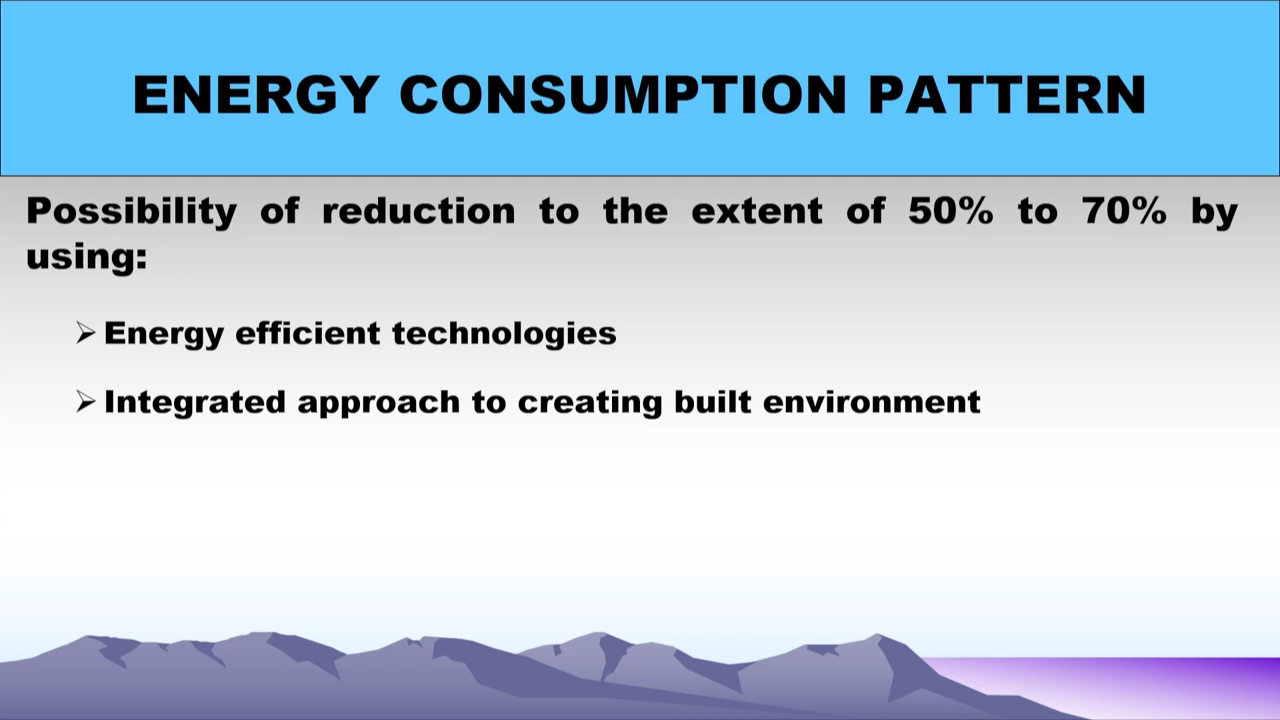 ENERGY CONSUMPTION PATTERN
Possibility of reduction to the extent of 50% to 70% by
using:
➢ Energy efficient technologies
➢ Integrated approach to creating built environment